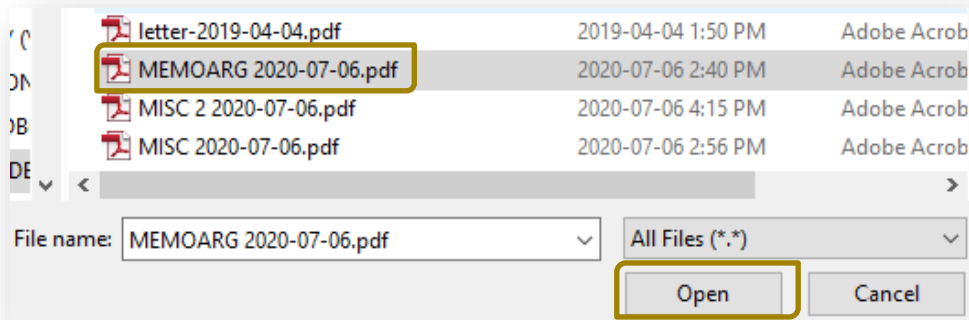 letter-2019-04-04.pdf 2019-04-04 1:50 PM Adobe Acrob
MEMOARG 2020-07-06.pdf 2020-07-06 2:40 PM Adobe Acrob
MISC 2 2020-07-06.pdf 2020-07-06 4:15 PM Adobe Acrob
MISC 2020-07-06.pdf 2020-07-06 2:56 PM Adobe Acrob
DE
File name: MEMOARG 2020-07-06.pdf All Files (*.*)
Open Cancel